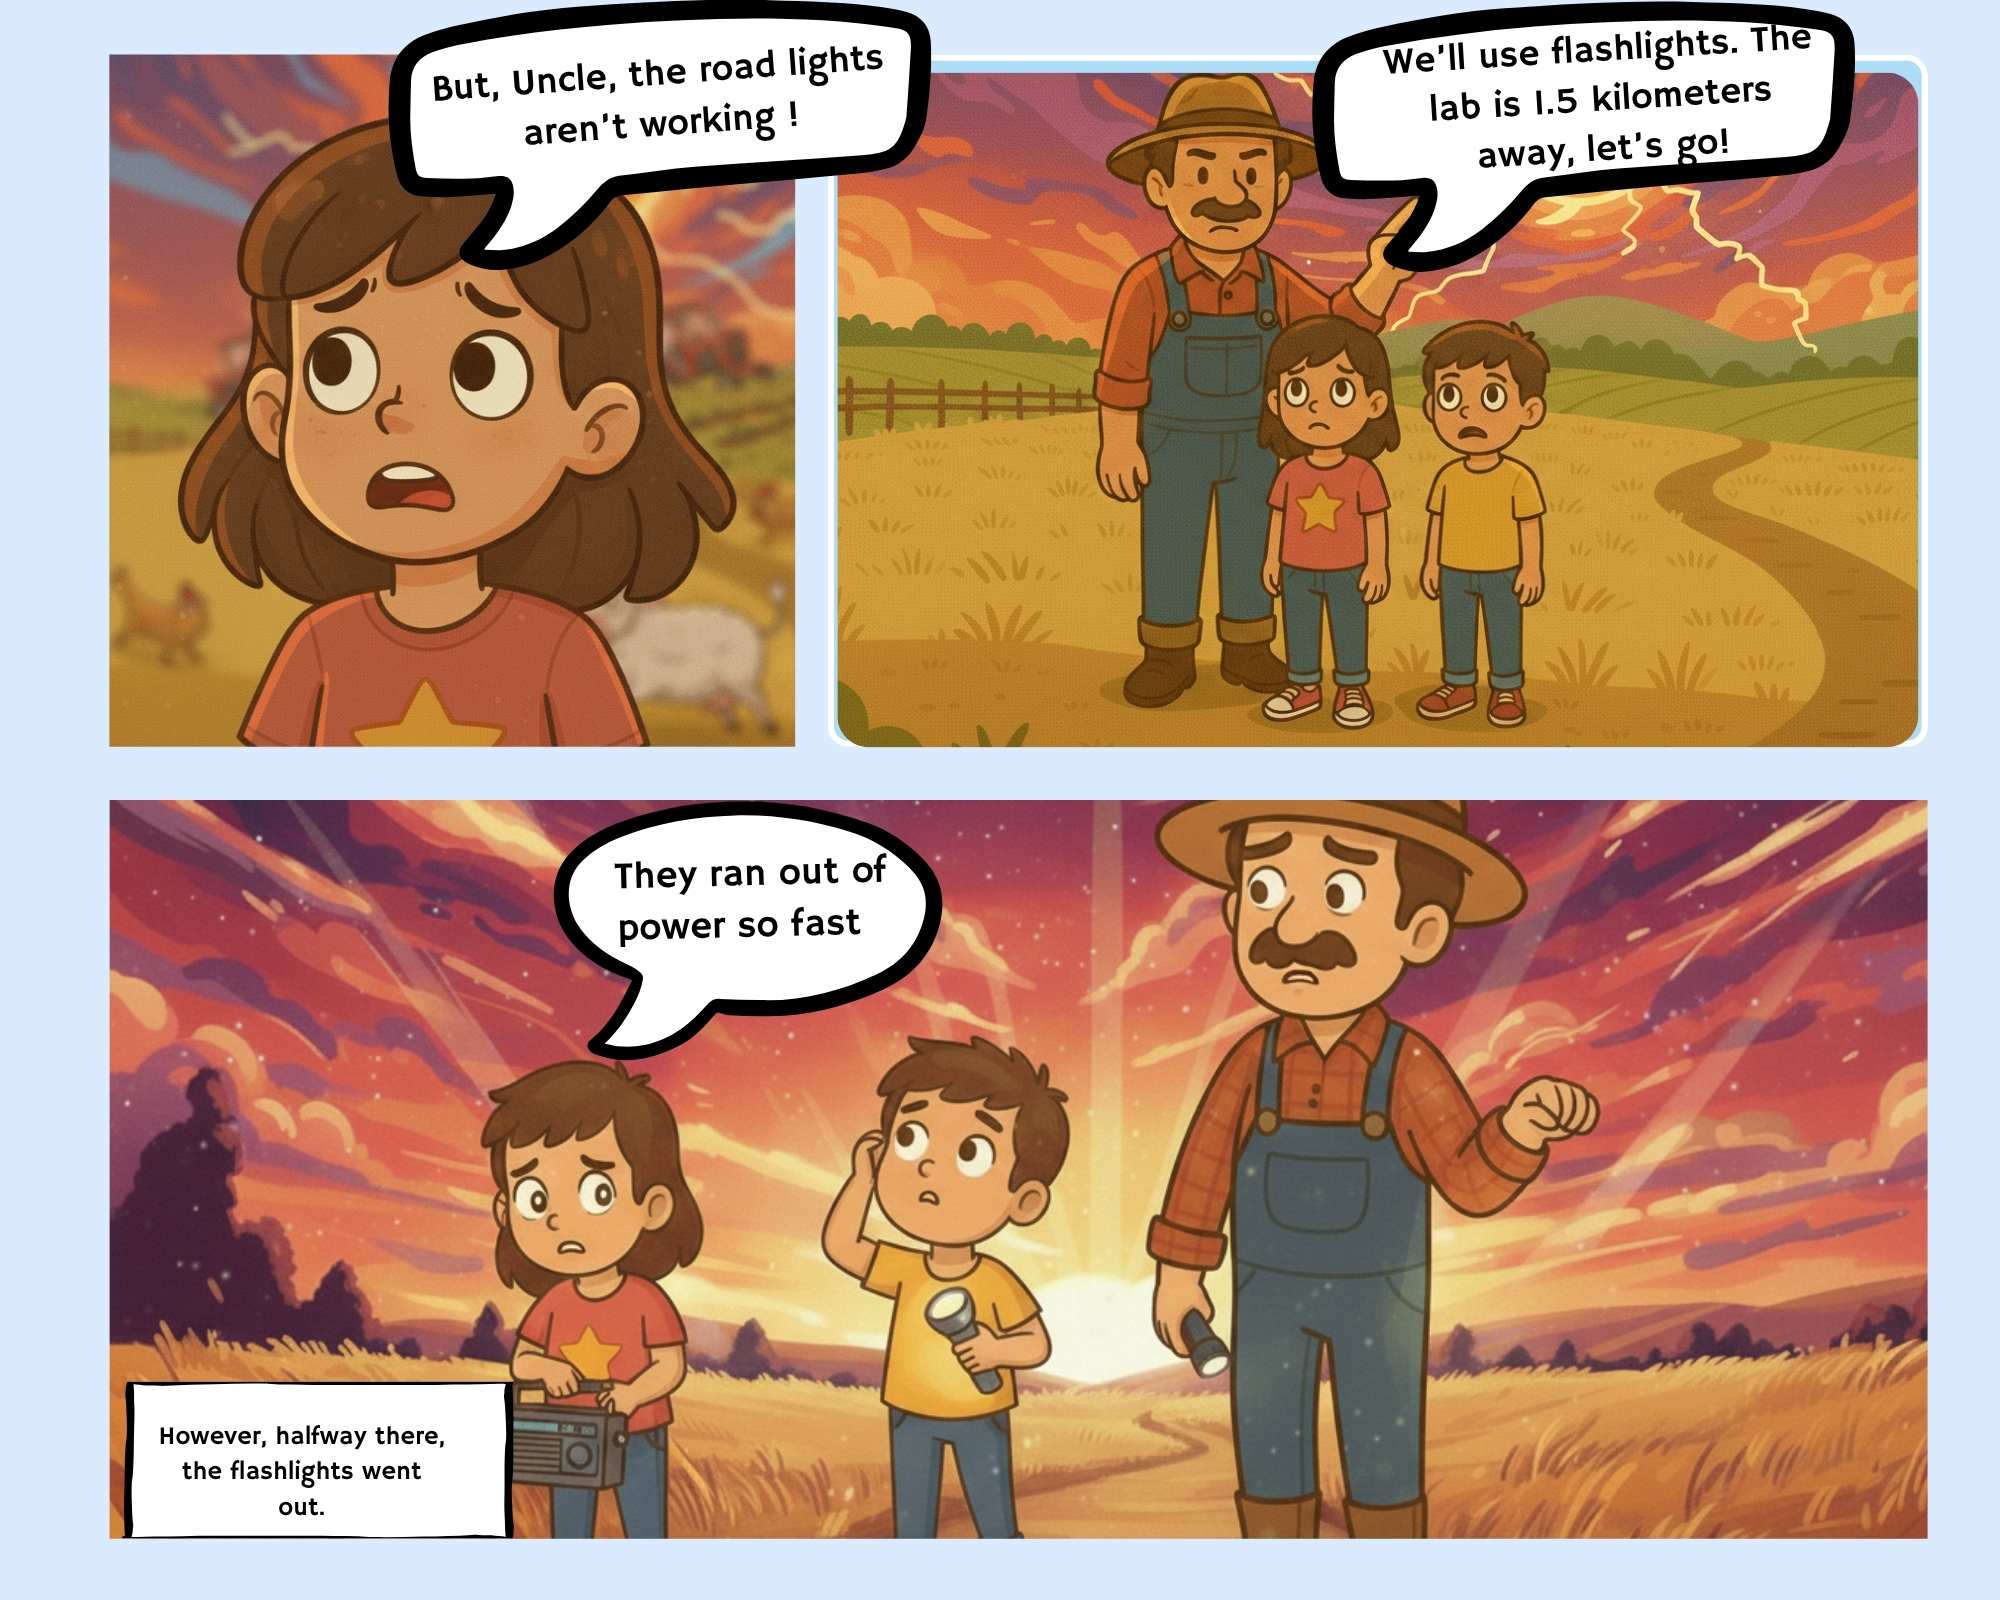 But, Uncle, the road lights
aren't working !
We'll use flashlights. The
lab is 1.5 kilometers
away, let's go!
They ran out of
power so fast
However, halfway there,
the flashlights went
out.